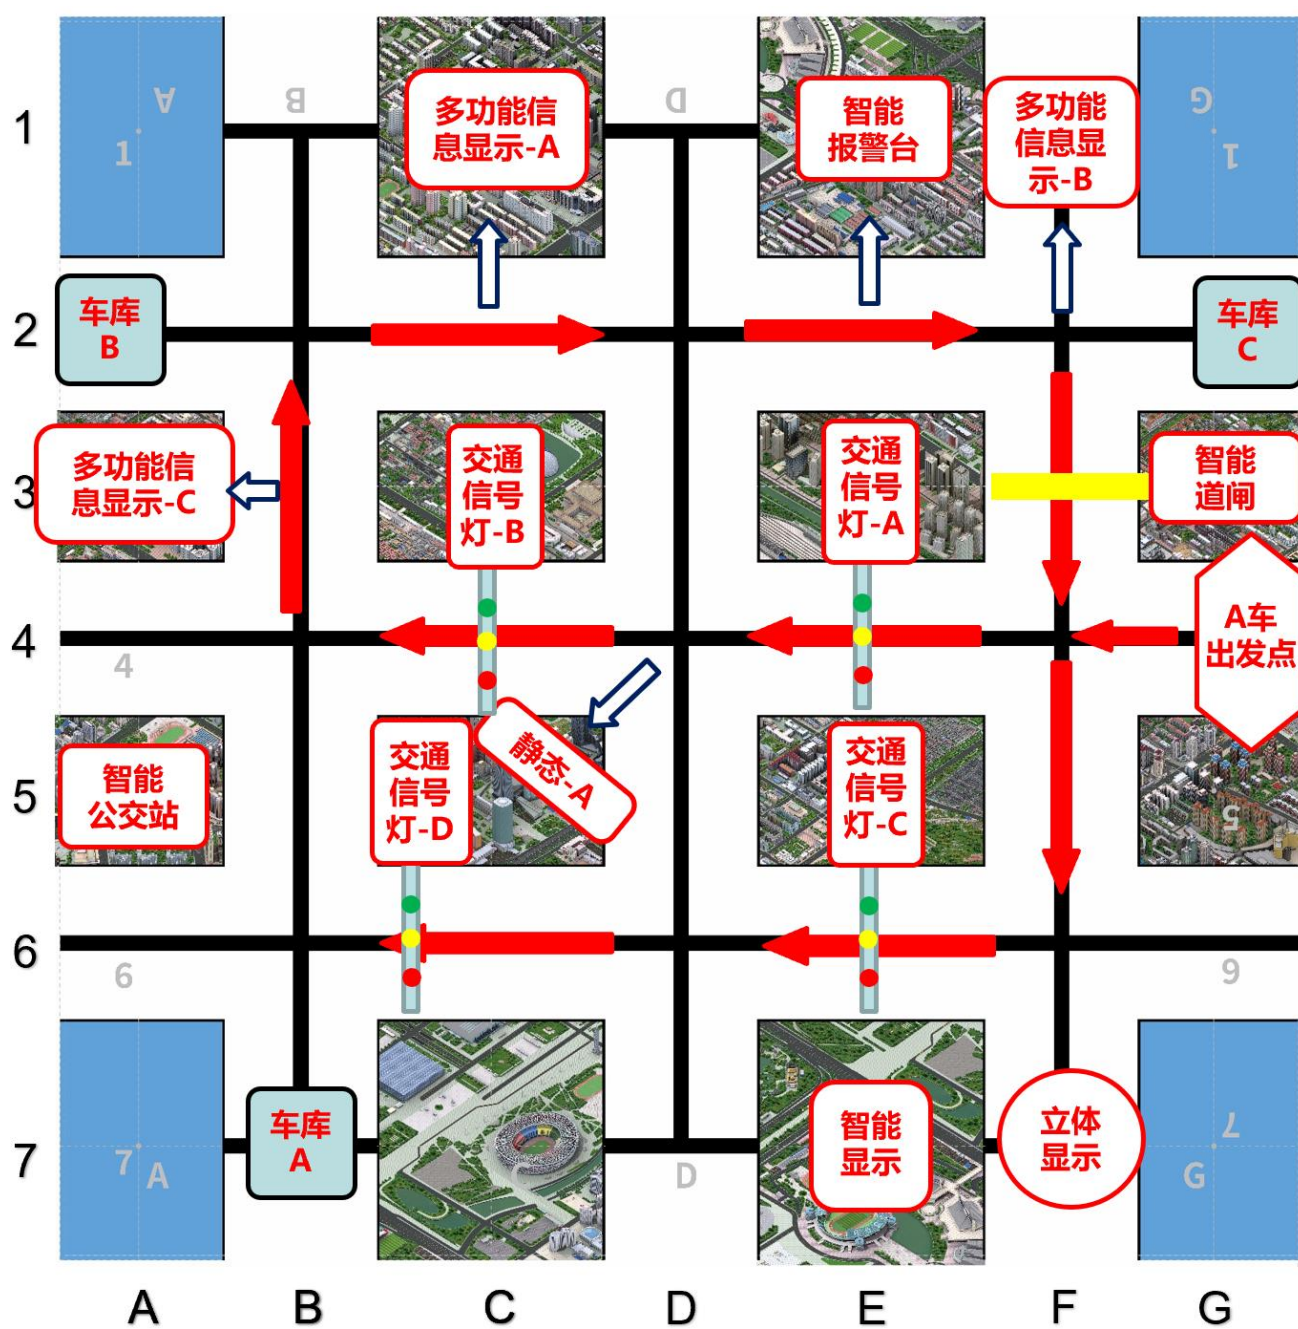 A
B
D
G
1
1
1
多功能信
息显示-A
智能
报警台
多功能
信息显
示-B
2
车库
B
车库
C
3
多功能信
息显示-C
交通
信号
灯-B
交通
信号
灯-A
智能
道闸
4
4
A车
出发点
5
智能
公交站
交通
信号
灯-D
静态-A
交通
信号
灯-C
5
6
6
9
7
7
A
车库
A
D
智能
显示
立体
显示
7
G
A
B
C
D
E
F
G